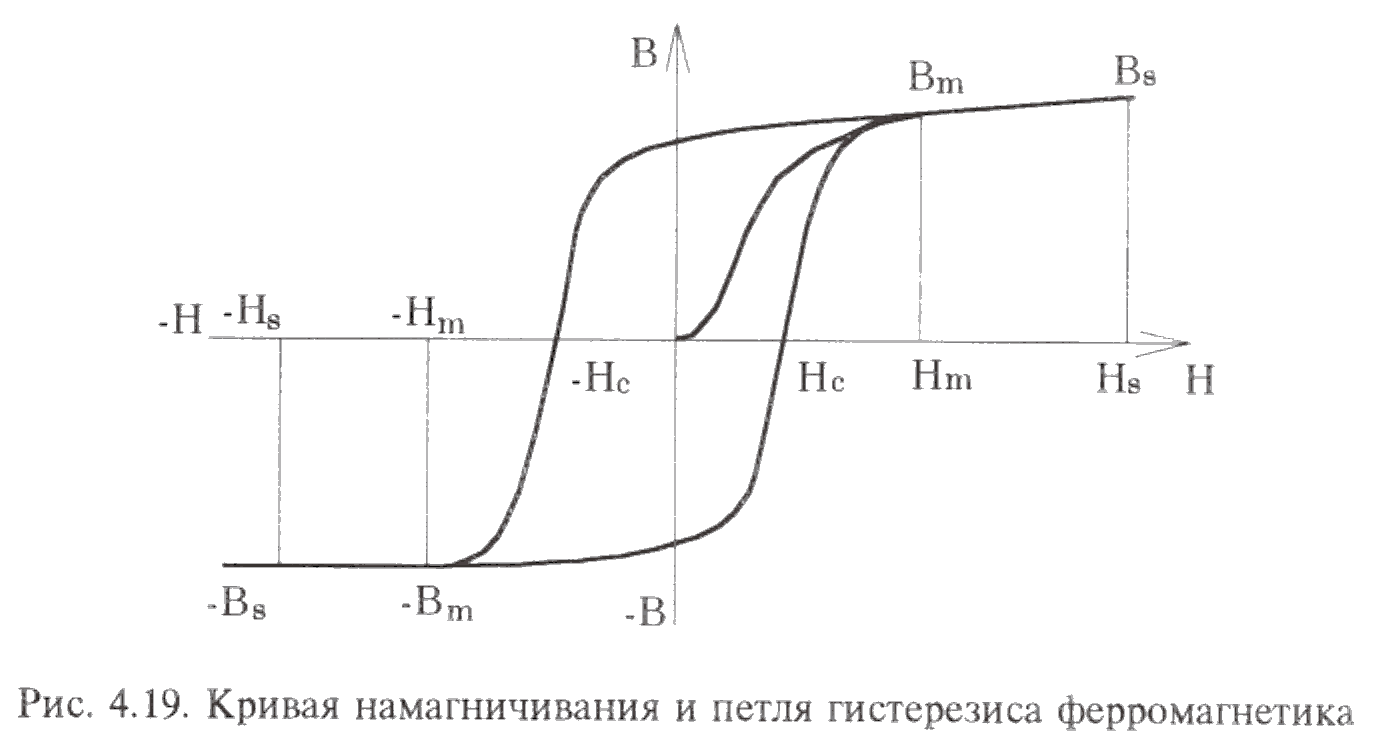 B
Bm
Bs
-H
-Hs
-Hm
-Hc
Hc
Hm
Hs
H
-Bs
-Bm
-B
Рис. 4.19. Кривая намагничивания и петля гистерезиса ферромагнетика